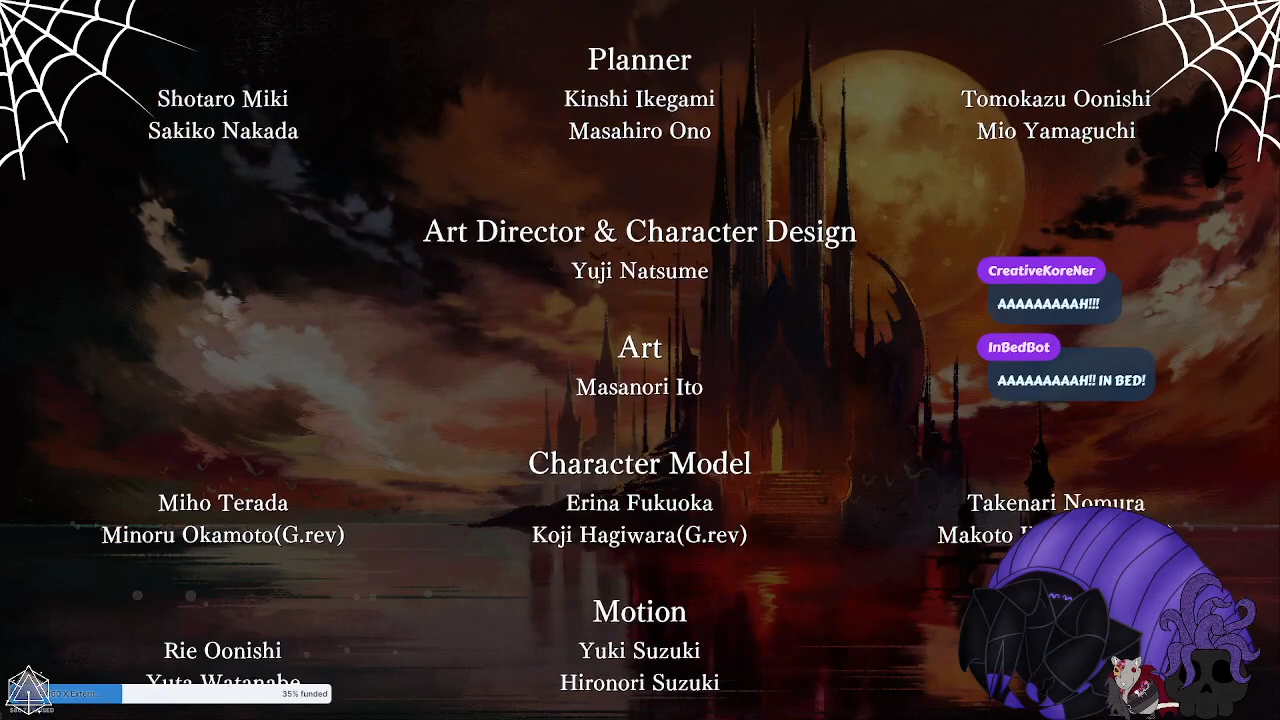 Planner
Shotaro Miki Kinshi Ikegami Tomokazu Oonishi
Sakiko Nakada Masahiro Ono Mio Yamaguchi
Art Director & Character Design
Yuji Natsume
CreativeKoreNer
AAAAAAAAAH!!!
Art
InBedBot
Masanori Ito
AAAAAAAAAH!! IN BED!
Character Model
Miho Terada Erina Fukuoka Takenari Nomura
Minoru Okamoto(G.rev) Koji Hagiwara(G.rev) Makoto
Motion
Rie Oonishi Yuki Suzuki
Yuta Watanabe Hironori Suzuki
35% funded